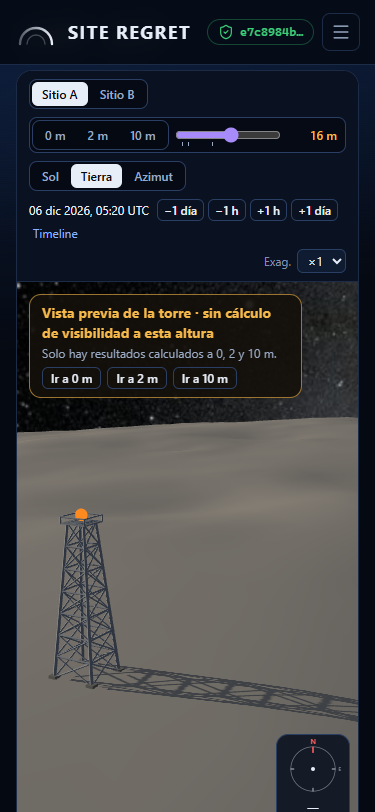 SITE REGRET
e7c8984b…
Sitio A Sitio B
0 m 2 m 10 m 16 m
Sol Tierra Azimut
06 dic 2026, 05:20 UTC −1 día −1 h +1 h +1 día
Timeline
Exag. ×1
Vista previa de la torre · sin cálculo
de visibilidad a esta altura
Solo hay resultados calculados a 0, 2 y 10 m.
Ir a 0 m Ir a 2 m Ir a 10 m
N
E